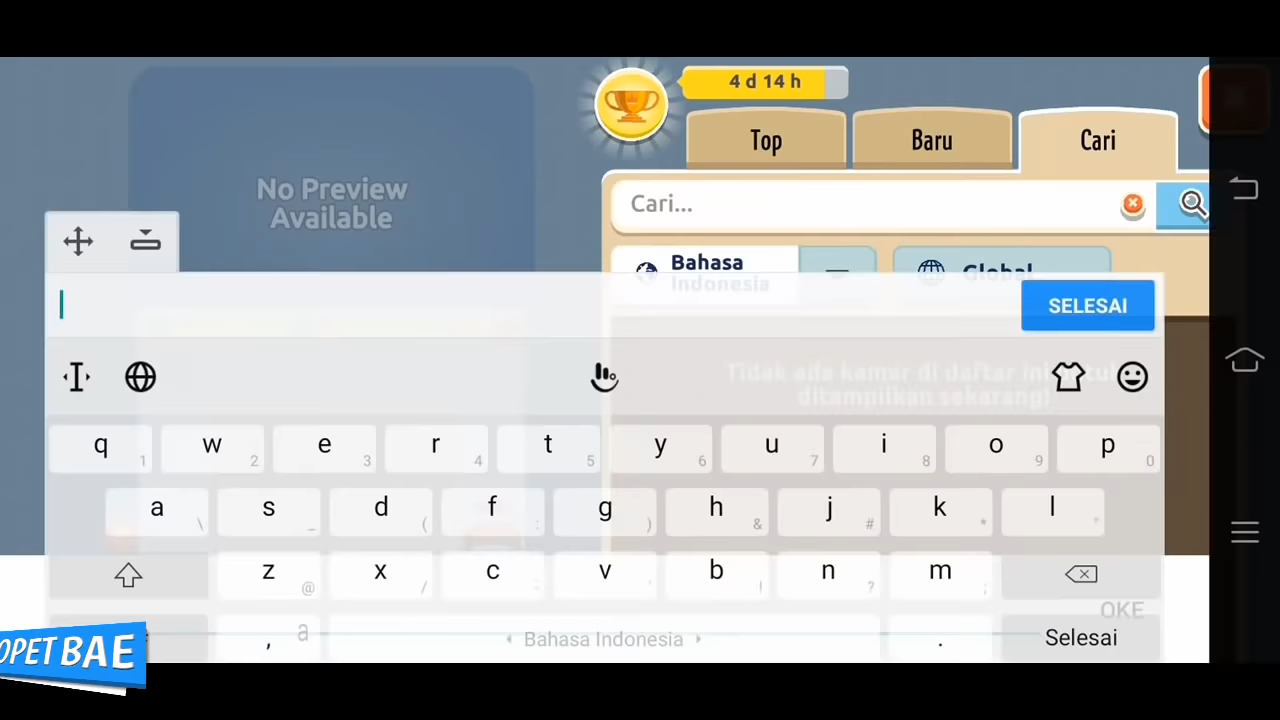 4 d 14 h
Top
Baru
Cari
No Preview
Available
Cari...
Bahasa
Indonesia
Global
SELESAI
Tidak ada kamar di daftar ini
ditampilkan sekarang!
q 1 w 2 e 3 r 4 t 5 y 6 u 7 i 8 o 9 p 0
a \ s _ d ( f : g ) h & j # k * l "
z @ x / c v b ! n ? m ;
OKE
, a Bahasa Indonesia . Selesai
OPET BAE